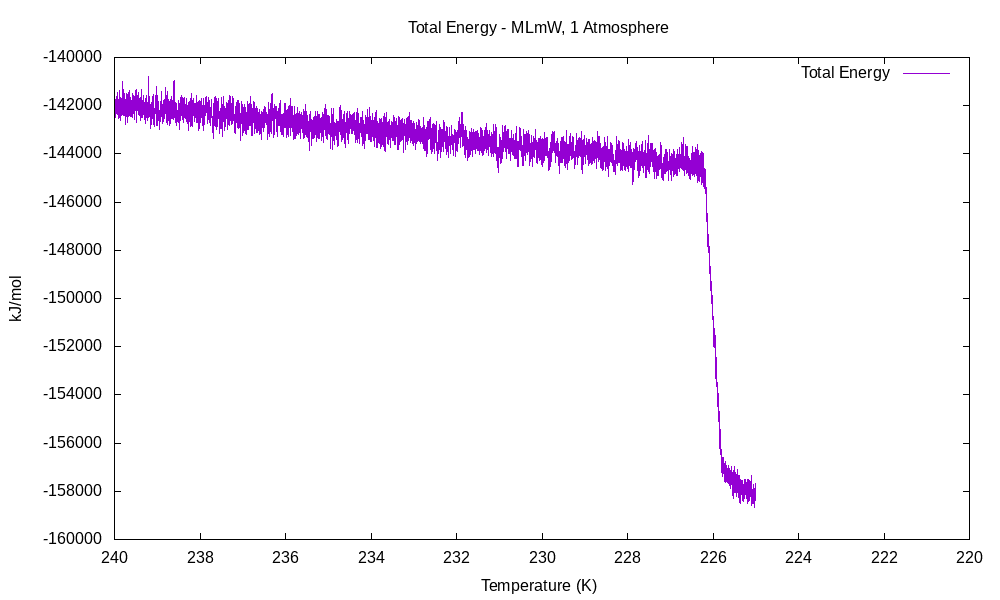 Total Energy - MLmW, 1 Atmosphere
Total Energy
-140000
-142000
-144000
-146000
-148000
-150000
-152000
-154000
-156000
-158000
-160000
kJ/mol
240 238 236 234 232 230 228 226 224 222 220
Temperature (K)